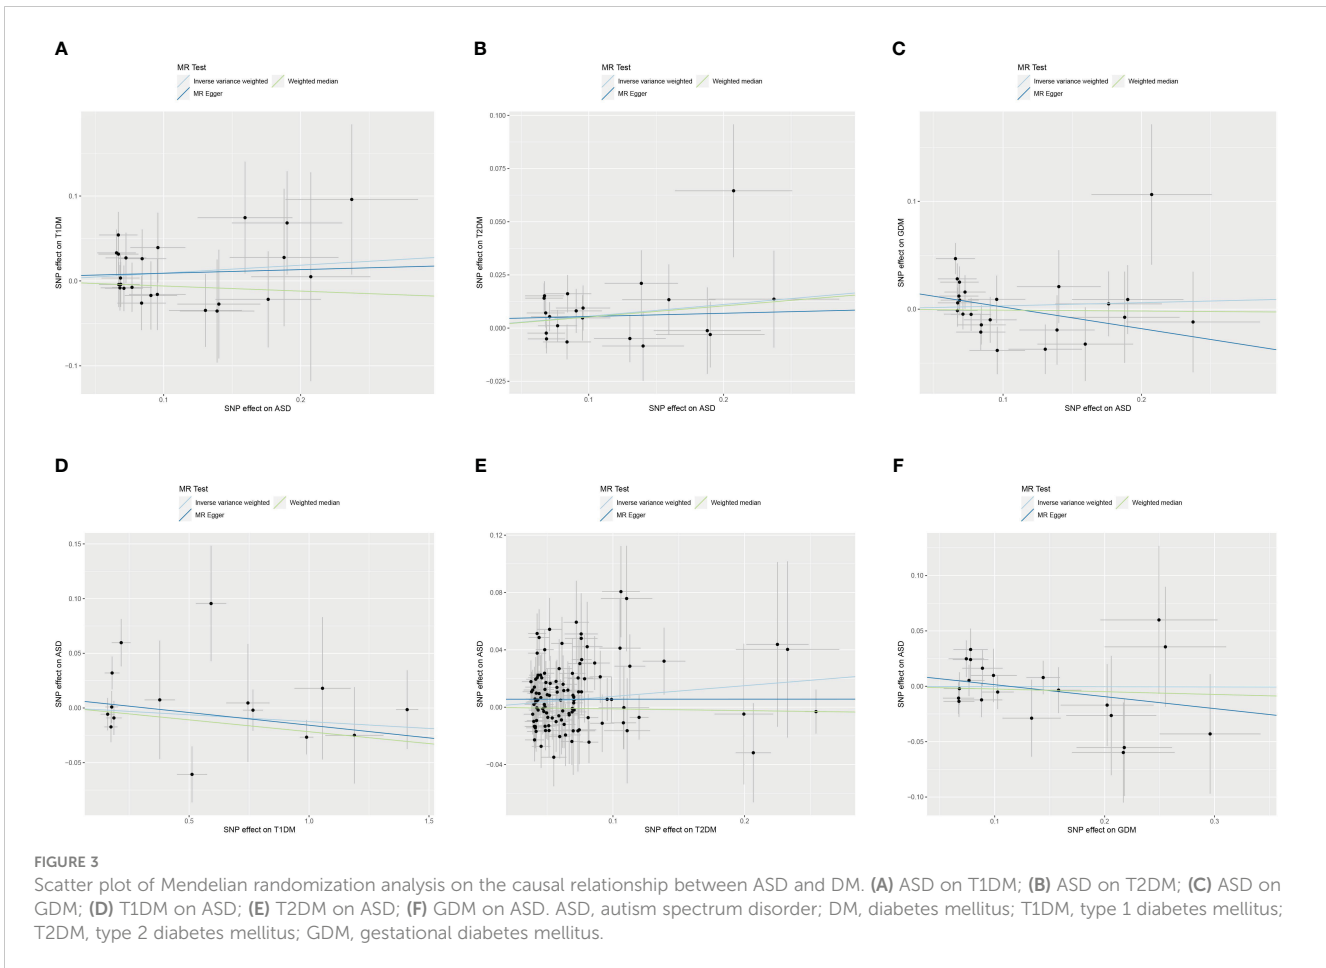 A
MR Test
Inverse variance weighted
Weighted median
MR Egger
SNP effect on T1DM
0.1
0.0
−0.1
0.1
0.2
SNP effect on ASD
B
MR Test
Inverse variance weighted
Weighted median
MR Egger
SNP effect on T2DM
0.100
0.075
0.050
0.025
0.000
−0.025
0.1
0.2
SNP effect on ASD
C
MR Test
Inverse variance weighted
Weighted median
MR Egger
SNP effect on GDM
0.1
0.0
0.1
0.2
SNP effect on ASD
D
MR Test
Inverse variance weighted
Weighted median
MR Egger
SNP effect on ASD
0.15
0.10
0.05
0.00
−0.05
0.5
1.0
1.5
SNP effect on T1DM
E
MR Test
Inverse variance weighted
Weighted median
MR Egger
SNP effect on ASD
0.12
0.08
0.04
0.00
−0.04
0.1
0.2
SNP effect on T2DM
F
MR Test
Inverse variance weighted
Weighted median
MR Egger
SNP effect on ASD
0.10
0.05
0.00
−0.05
−0.10
0.1
0.2
0.3
SNP effect on GDM
FIGURE 3
Scatter plot of Mendelian randomization analysis on the causal relationship between ASD and DM. (A) ASD on T1DM; (B) ASD on T2DM; (C) ASD on
GDM; (D) T1DM on ASD; (E) T2DM on ASD; (F) GDM on ASD. ASD, autism spectrum disorder; DM, diabetes mellitus; T1DM, type 1 diabetes mellitus;
T2DM, type 2 diabetes mellitus; GDM, gestational diabetes mellitus.